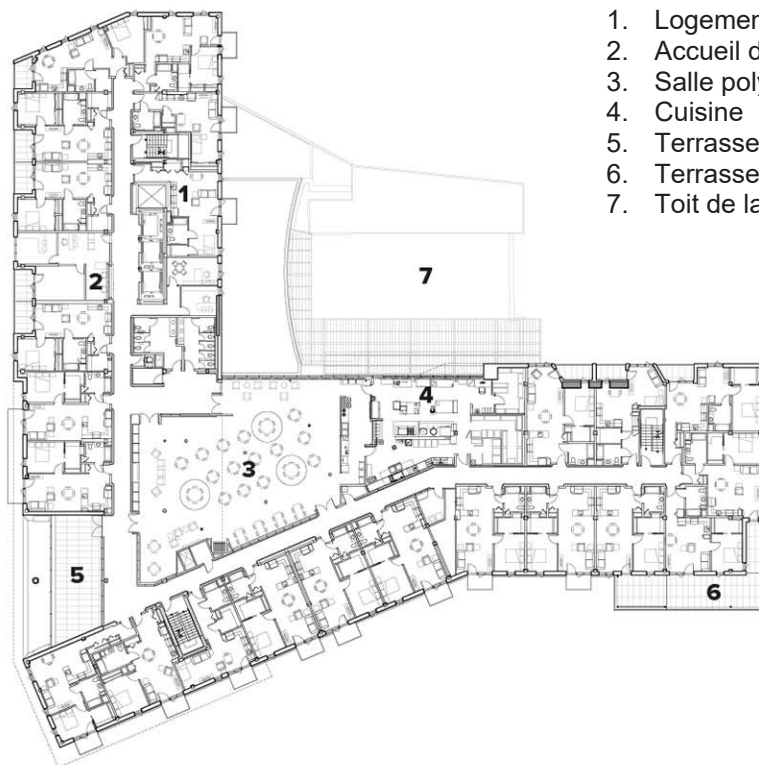 1. Logemen
2. Accueil d
3. Salle poly
4. Cuisine
5. Terrasse
6. Terrasse
7. Toit de la
1
2
7
4
3
5
6